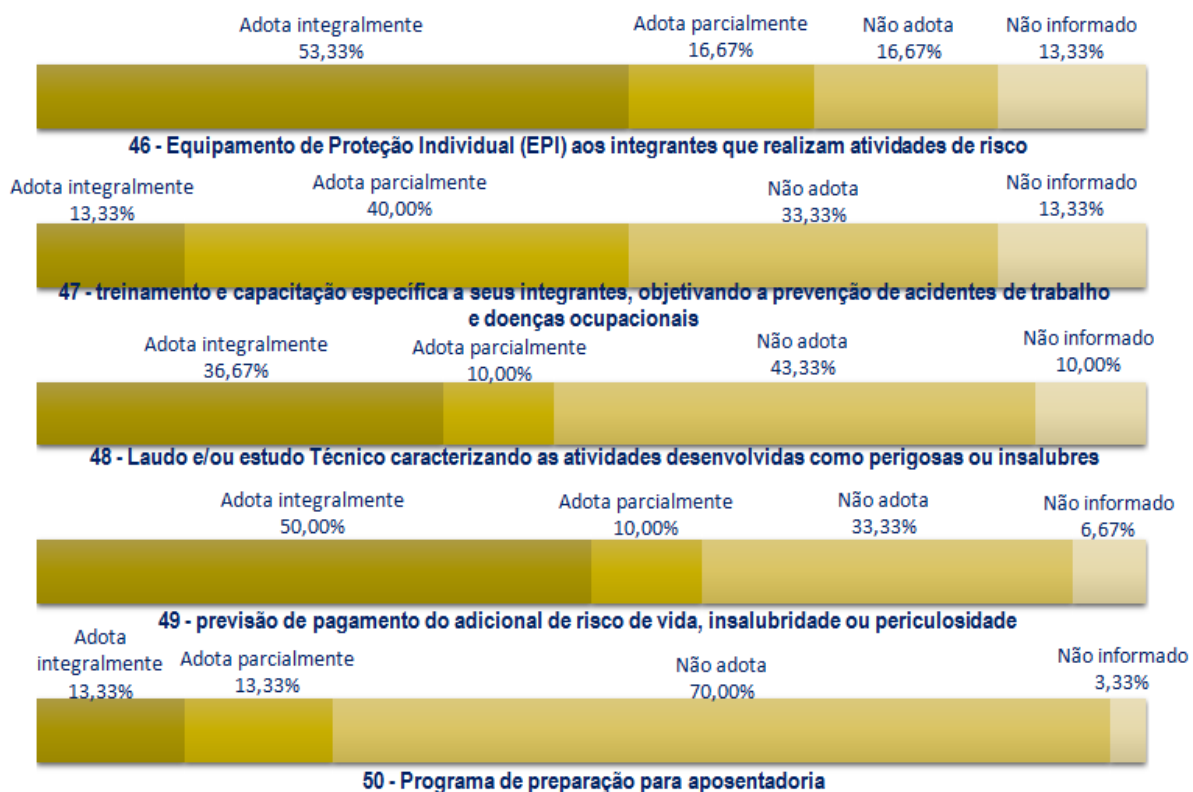 Adota integralmente
53,33%
Adota parcialmente
16,67%
Não adota
16,67%
Não informado
13,33%
46 - Equipamento de Proteção Individual (EPI) aos integrantes que realizam atividades de risco
Adota integralmente
13,33%
Adota parcialmente
40,00%
Não adota
33,33%
Não informado
13,33%
47 - treinamento e capacitação específica a seus integrantes, objetivando a prevenção de acidentes de trabalho
e doenças ocupacionais
Adota integralmente
36,67%
Adota parcialmente
10,00%
Não adota
43,33%
Não informado
10,00%
48 - Laudo e/ou estudo Técnico caracterizando as atividades desenvolvidas como perigosas ou insalubres
Adota integralmente
50,00%
Adota parcialmente
10,00%
Não adota
33,33%
Não informado
6,67%
49 - previsão de pagamento do adicional de risco de vida, insalubridade ou periculosidade
Adota
integralmente
13,33%
Adota parcialmente
13,33%
Não adota
70,00%
Não informado
3,33%
50 - Programa de preparação para aposentadoria